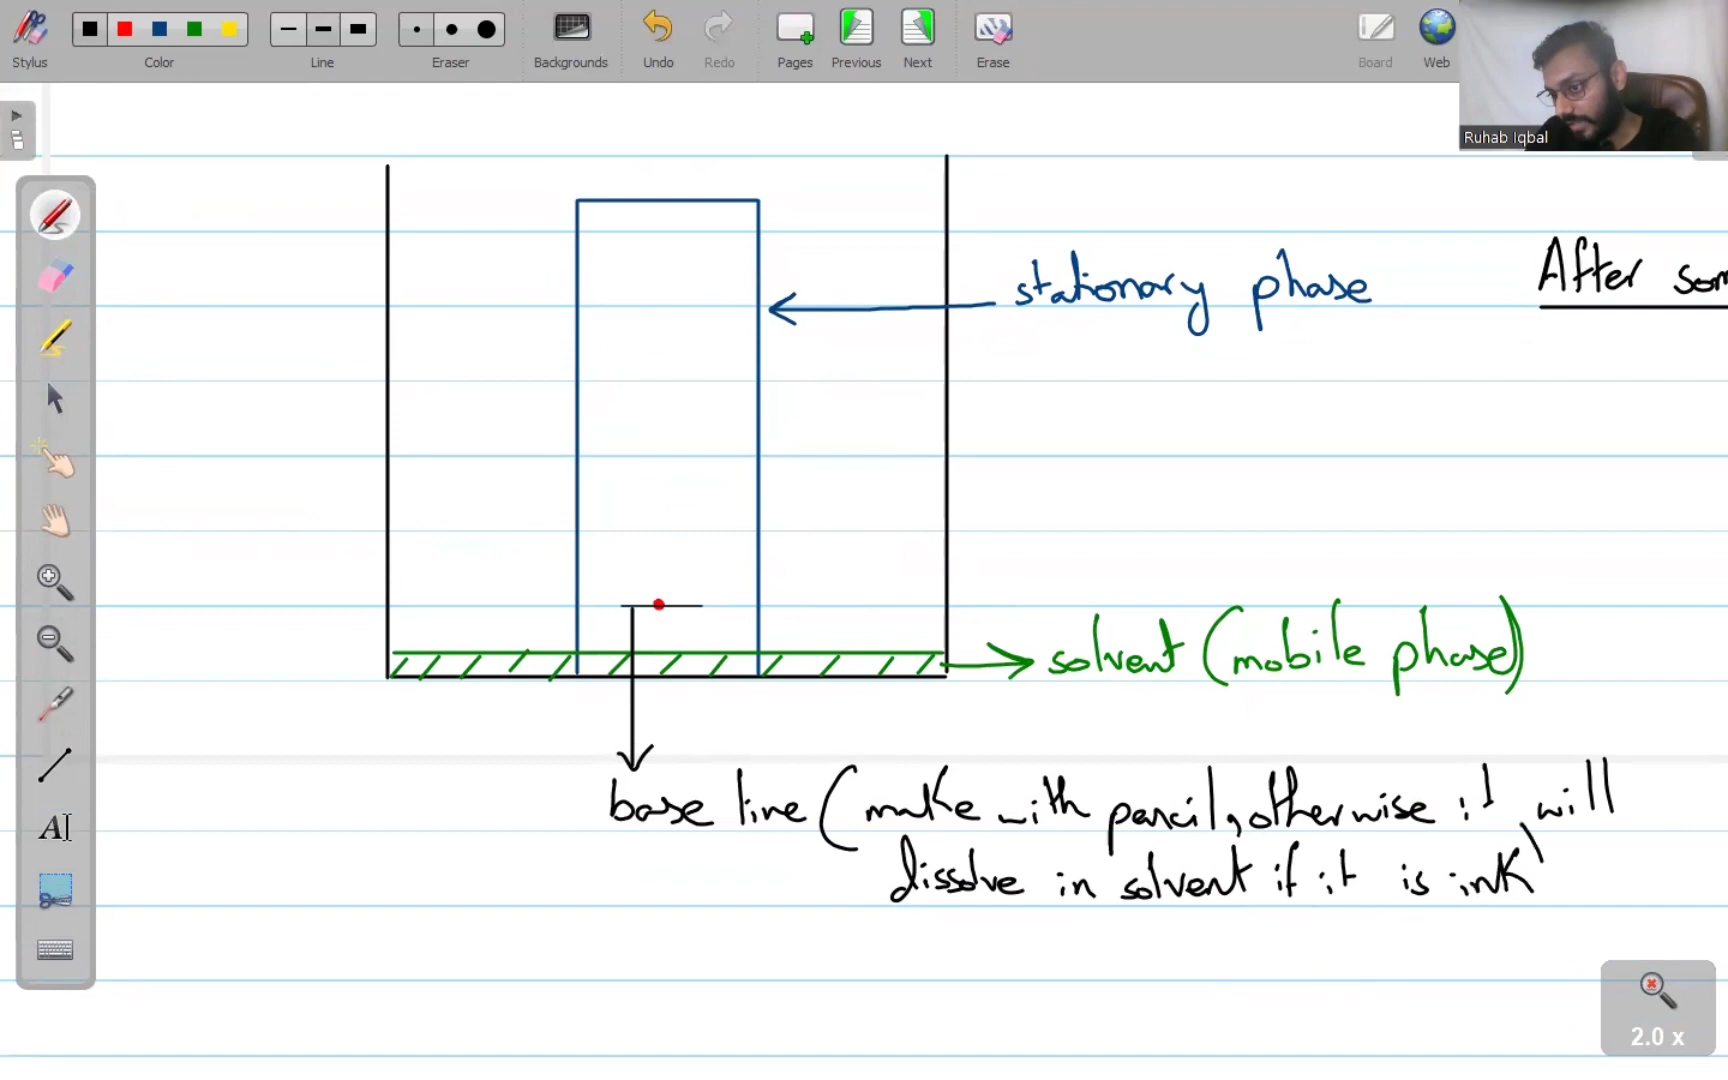 Stylus
Color
Line
Eraser
Backgrounds
Undo
Redo
Pages
Previous
Next
Erase
Board
Web
Ruhab Iqbal
stationary phase
After som
solvent (mobile phase)
base line (make with pencil, otherwise it will
dissolve in solvent if it is ink)
AI
2.0 x